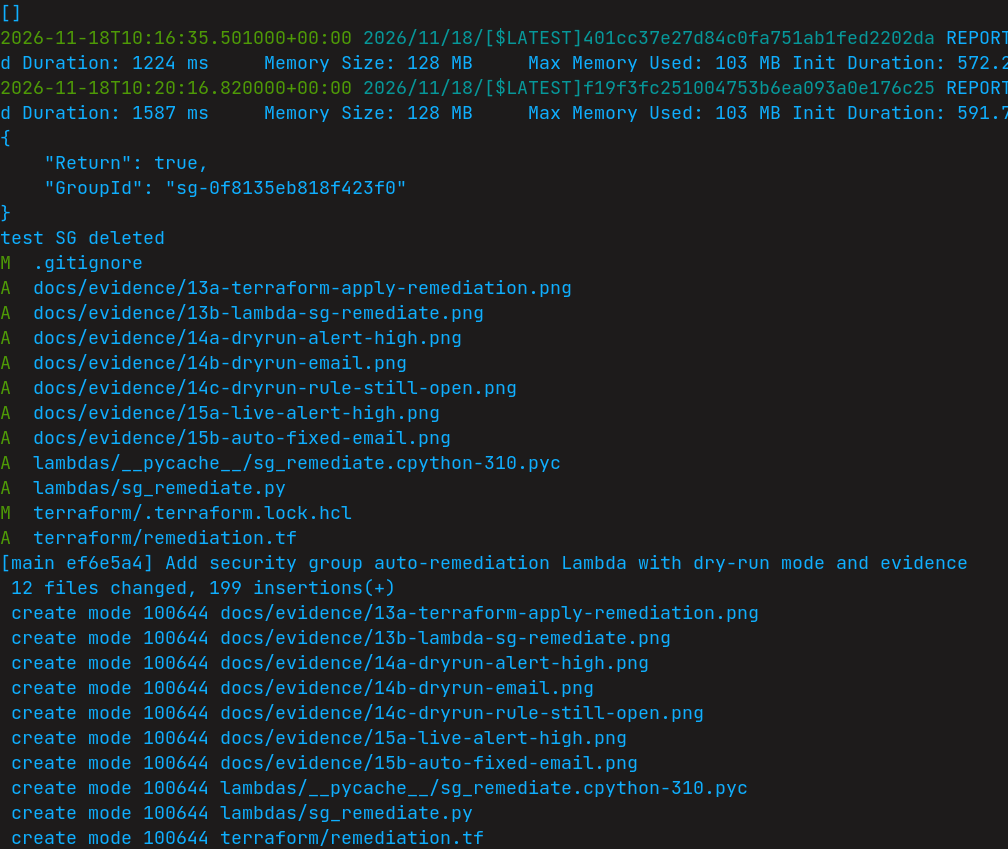 []
2026-11-18T10:16:35.501000+00:00 2026/11/18/[$LATEST]401cc37e27d84c0fa751ab1fed2202da REPORT
d Duration: 1224 ms     Memory Size: 128 MB     Max Memory Used: 103 MB Init Duration: 572.2
2026-11-18T10:20:16.820000+00:00 2026/11/18/[$LATEST]f19f3fc251004753b6ea093a0e176c25 REPORT
d Duration: 1587 ms     Memory Size: 128 MB     Max Memory Used: 103 MB Init Duration: 591.7
{
    "Return": true,
    "GroupId": "sg-0f8135eb818f423f0"
}
test SG deleted
M  .gitignore
A  docs/evidence/13a-terraform-apply-remediation.png
A  docs/evidence/13b-lambda-sg-remediate.png
A  docs/evidence/14a-dryrun-alert-high.png
A  docs/evidence/14b-dryrun-email.png
A  docs/evidence/14c-dryrun-rule-still-open.png
A  docs/evidence/15a-live-alert-high.png
A  docs/evidence/15b-auto-fixed-email.png
A  lambdas/__pycache__/sg_remediate.cpython-310.pyc
A  lambdas/sg_remediate.py
M  terraform/.terraform.lock.hcl
A  terraform/remediation.tf
[main ef6e5a4] Add security group auto-remediation Lambda with dry-run mode and evidence
 12 files changed, 199 insertions(+)
 create mode 100644 docs/evidence/13a-terraform-apply-remediation.png
 create mode 100644 docs/evidence/13b-lambda-sg-remediate.png
 create mode 100644 docs/evidence/14a-dryrun-alert-high.png
 create mode 100644 docs/evidence/14b-dryrun-email.png
 create mode 100644 docs/evidence/14c-dryrun-rule-still-open.png
 create mode 100644 docs/evidence/15a-live-alert-high.png
 create mode 100644 docs/evidence/15b-auto-fixed-email.png
 create mode 100644 lambdas/__pycache__/sg_remediate.cpython-310.pyc
 create mode 100644 lambdas/sg_remediate.py
 create mode 100644 terraform/remediation.tf